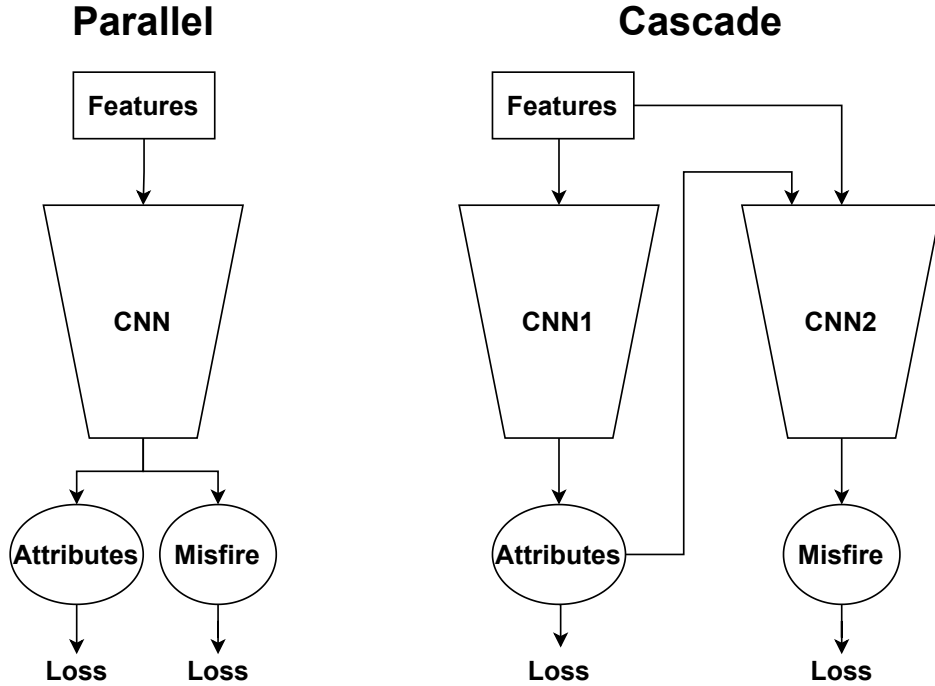 Parallel
Features
CNN
Attributes
Misfire
Loss
Loss
Cascade
Features
CNN1
CNN2
Attributes
Misfire
Loss
Loss